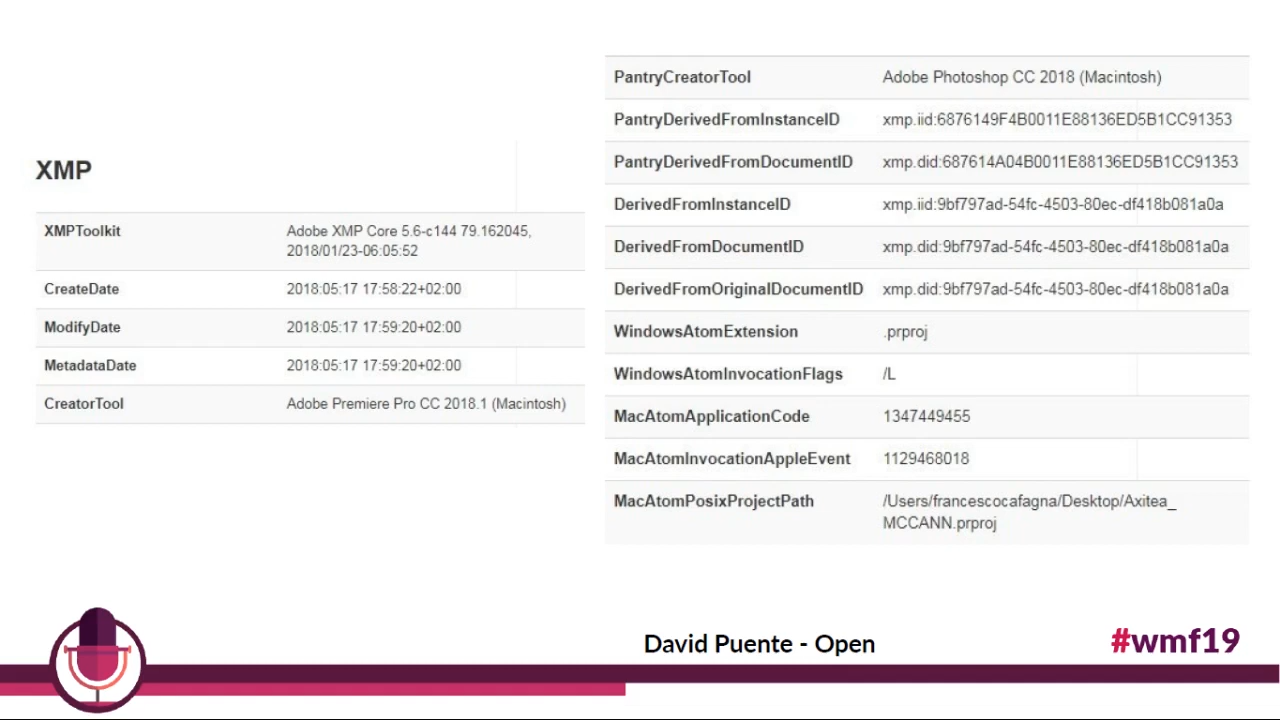 XMP
XMPToolkit Adobe XMP Core 5.6-c144 79.162045,
2018/01/23-06:05:52
CreateDate 2018:05:17 17:58:22+02:00
ModifyDate 2018:05:17 17:59:20+02:00
MetadataDate 2018:05:17 17:59:20+02:00
CreatorTool Adobe Premiere Pro CC 2018.1 (Macintosh)
PantryCreatorTool Adobe Photoshop CC 2018 (Macintosh)
PantryDerivedFromInstanceID xmp.iid:6876149F4B0011E88136ED5B1CC91353
PantryDerivedFromDocumentID xmp.did:687614A04B0011E88136ED5B1CC91353
DerivedFromInstanceID xmp.iid:9bf797ad-54fc-4503-80ec-df418b081a0a
DerivedFromDocumentID xmp.did:9bf797ad-54fc-4503-80ec-df418b081a0a
DerivedFromOriginalDocumentID xmp.did:9bf797ad-54fc-4503-80ec-df418b081a0a
WindowsAtomExtension .prproj
WindowsAtomInvocationFlags /L
MacAtomApplicationCode 1347449455
MacAtomInvocationAppleEvent 1129468018
MacAtomPosixProjectPath /Users/francescocafagna/Desktop/Axitea_
MCCANN.prproj
David Puente - Open
#wmf19